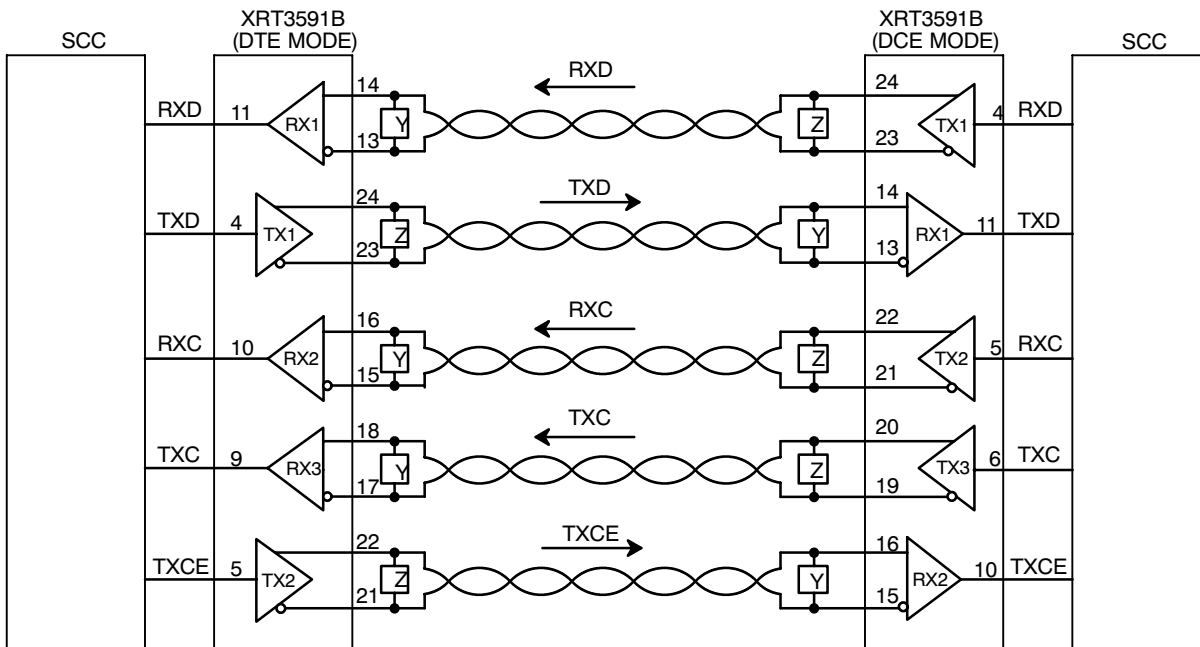 XRT3591B
(DTE MODE)
XRT3591B
(DCE MODE)
SCC
SCC
RXD
RXD 11 RX1 14 13 Y Z 24 23 TX1 4 RXD
TXD
TXD 4 TX1 24 23 Z Y 14 13 RX1 11 TXD
RXC
RXC 10 RX2 16 15 Y Z 22 21 TX2 5 RXC
TXC
TXC 9 RX3 18 17 Y Z 20 19 TX3 6 TXC
TXCE
TXCE 5 TX2 22 21 Z Y 16 15 RX2 10 TXCE